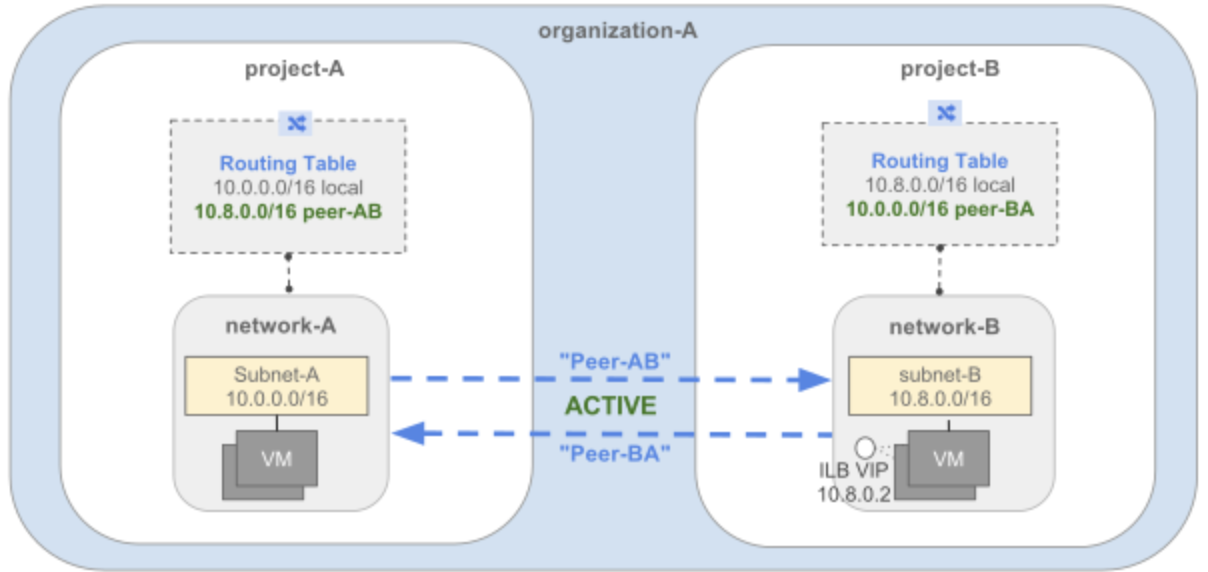 organization-A
project-A
Routing Table
10.0.0.0/16 local
10.8.0.0/16 peer-AB
network-A
Subnet-A
10.0.0.0/16
VM
"Peer-AB"
ACTIVE
"Peer-BA"
project-B
Routing Table
10.8.0.0/16 local
10.0.0.0/16 peer-BA
network-B
subnet-B
10.8.0.0/16
VM
ILB VIP
10.8.0.2